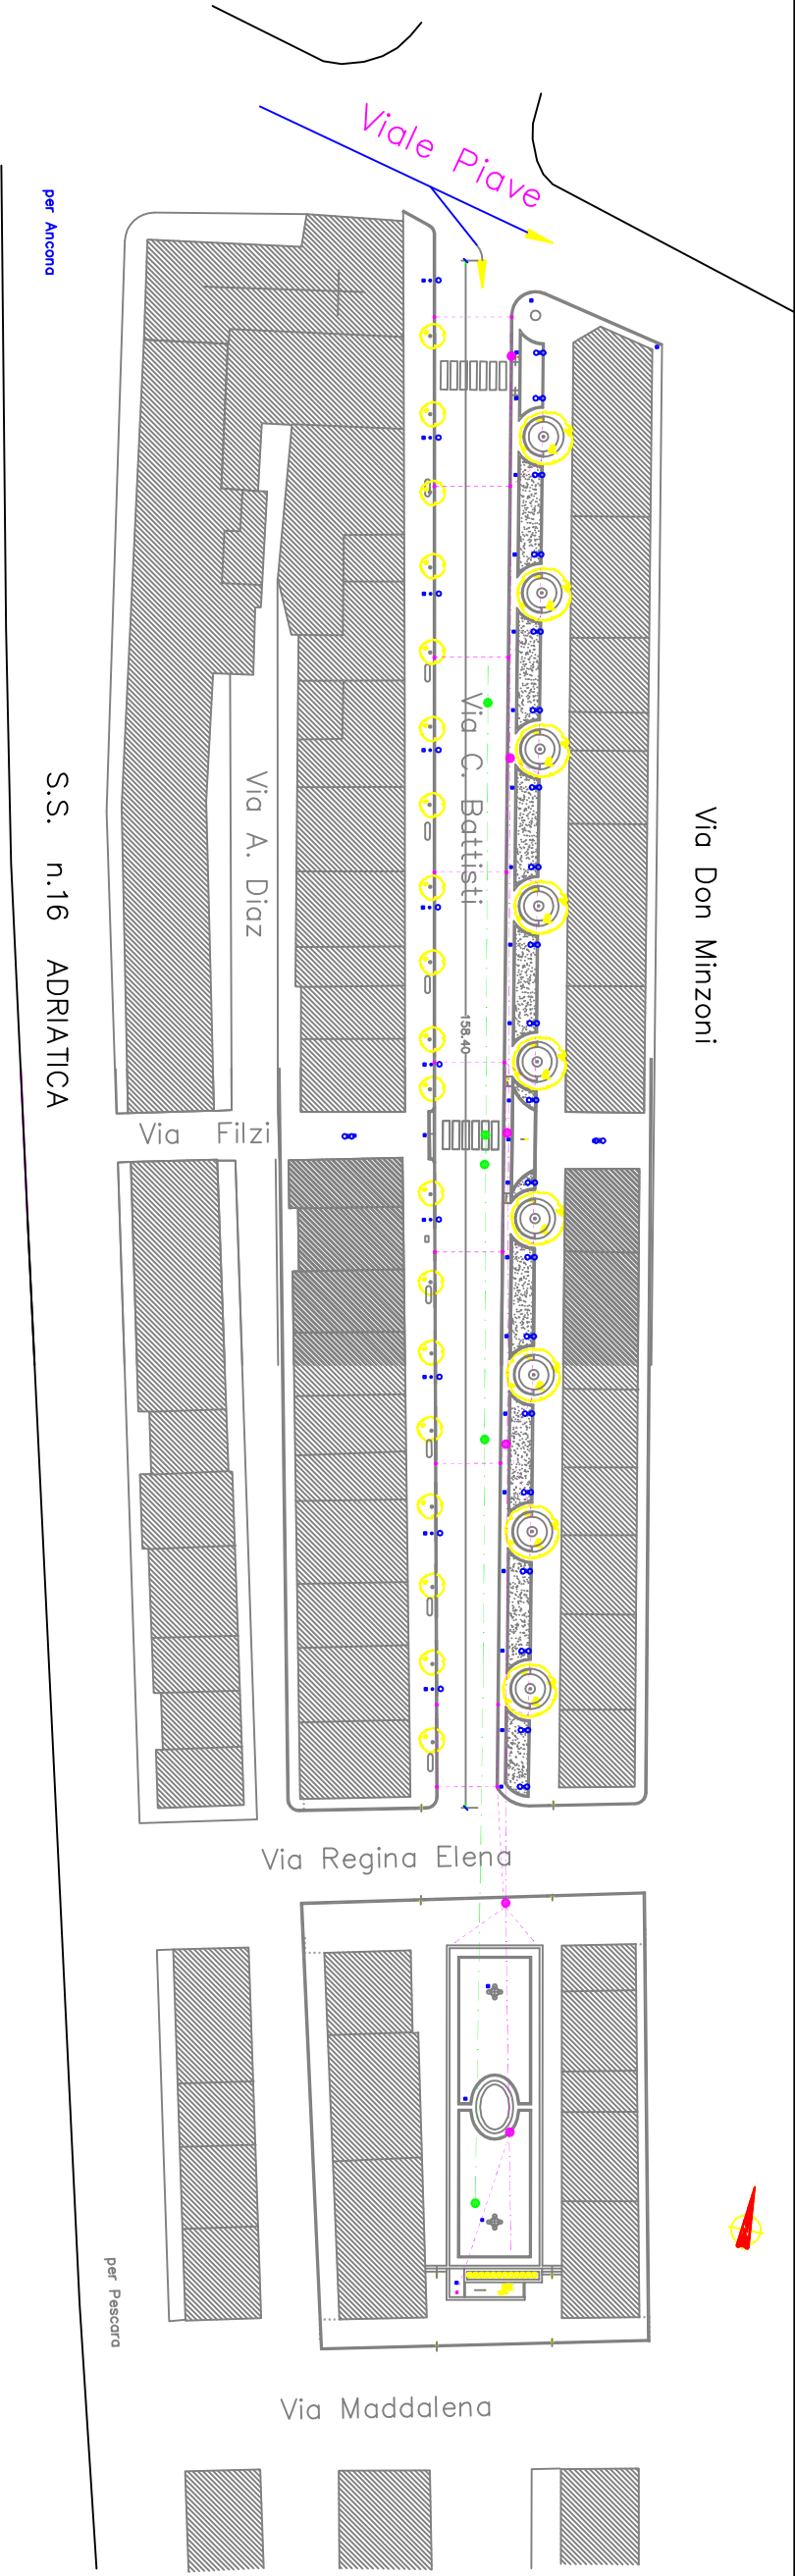 Viale Piave
per Ancona
Via C. Battisti
Via A. Diaz
S.S. n.16 ADRIATICA
Via Don Minzoni
158.40
Via Filzi
Via Regina Elena
per Pescara
Via Maddalena